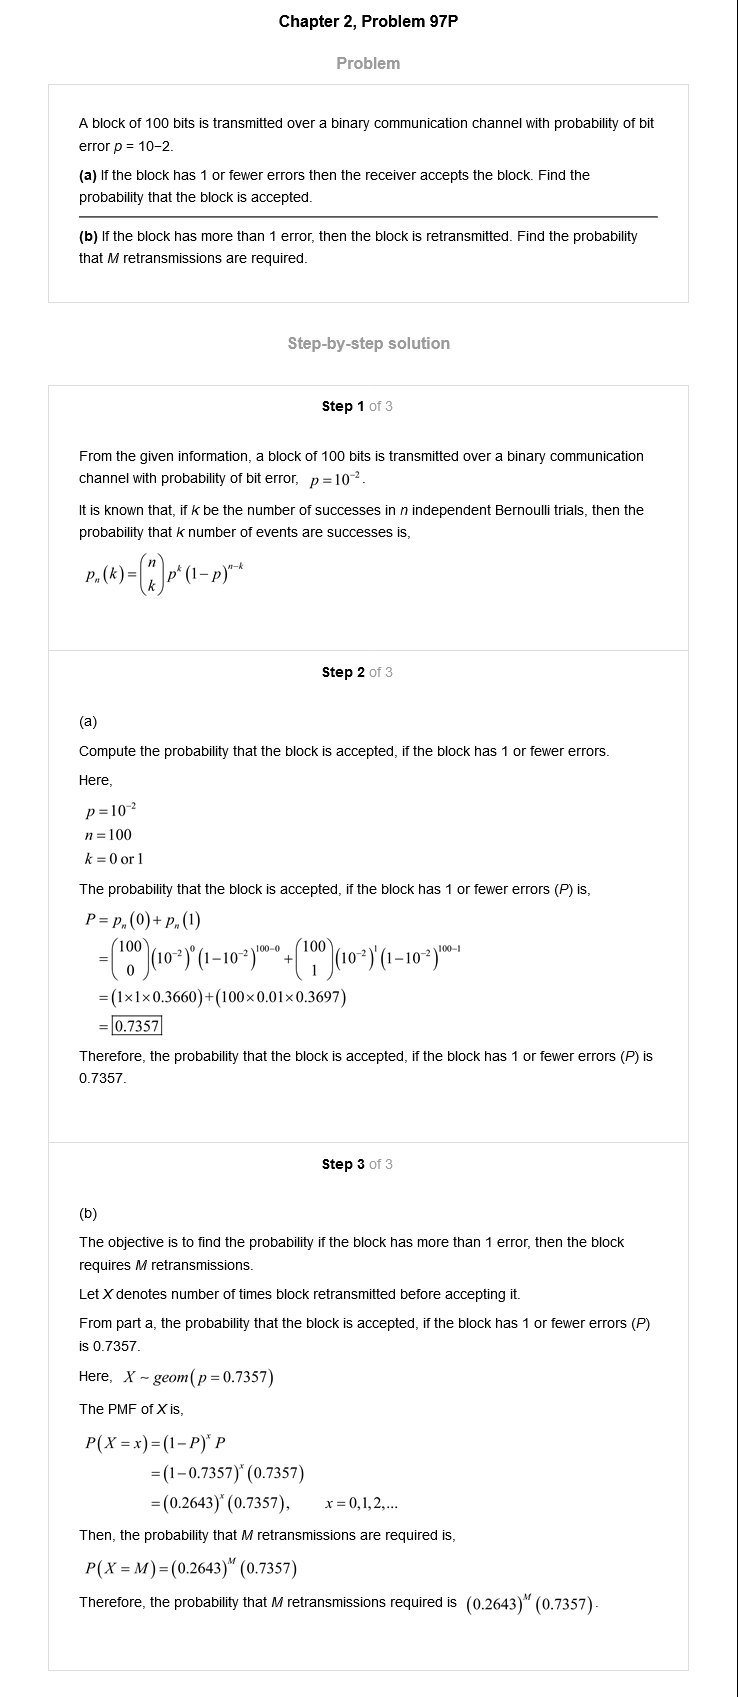 Chapter 2, Problem 97P
Problem
A block of 100 bits is transmitted over a binary communication channel with probability of bit
error p = 10−2.
(a) If the block has 1 or fewer errors then the receiver accepts the block. Find the
probability that the block is accepted.
(b) If the block has more than 1 error, then the block is retransmitted. Find the probability
that M retransmissions are required.
Step-by-step solution
Step 1 of 3
From the given information, a block of 100 bits is transmitted over a binary communication
channel with probability of bit error, p = 10⁻².
It is known that, if k be the number of successes in n independent Bernoulli trials, then the
probability that k number of events are successes is,
pₙ(k) = (n k) pᵏ (1−p)ⁿ⁻ᵏ
Step 2 of 3
(a)
Compute the probability that the block is accepted, if the block has 1 or fewer errors.
Here,
p = 10⁻²
n = 100
k = 0 or 1
The probability that the block is accepted, if the block has 1 or fewer errors (P) is,
P = pₙ(0) + pₙ(1)
= (100 0)(10⁻²)⁰(1−10⁻²)¹⁰⁰⁻⁰ + (100 1)(10⁻²)¹(1−10⁻²)¹⁰⁰⁻¹
= (1×1×0.3660)+(100×0.01×0.3697)
= 0.7357
Therefore, the probability that the block is accepted, if the block has 1 or fewer errors (P) is
0.7357.
Step 3 of 3
(b)
The objective is to find the probability if the block has more than 1 error, then the block
requires M retransmissions.
Let X denotes number of times block retransmitted before accepting it.
From part a, the probability that the block is accepted, if the block has 1 or fewer errors (P)
is 0.7357.
Here, X ~ geom(p = 0.7357)
The PMF of X is,
P(X = x) = (1−P)ˣ P
= (1−0.7357)ˣ (0.7357)
= (0.2643)ˣ (0.7357), x = 0,1,2,...
Then, the probability that M retransmissions are required is,
P(X = M) = (0.2643)ᴹ (0.7357)
Therefore, the probability that M retransmissions required is (0.2643)ᴹ (0.7357).